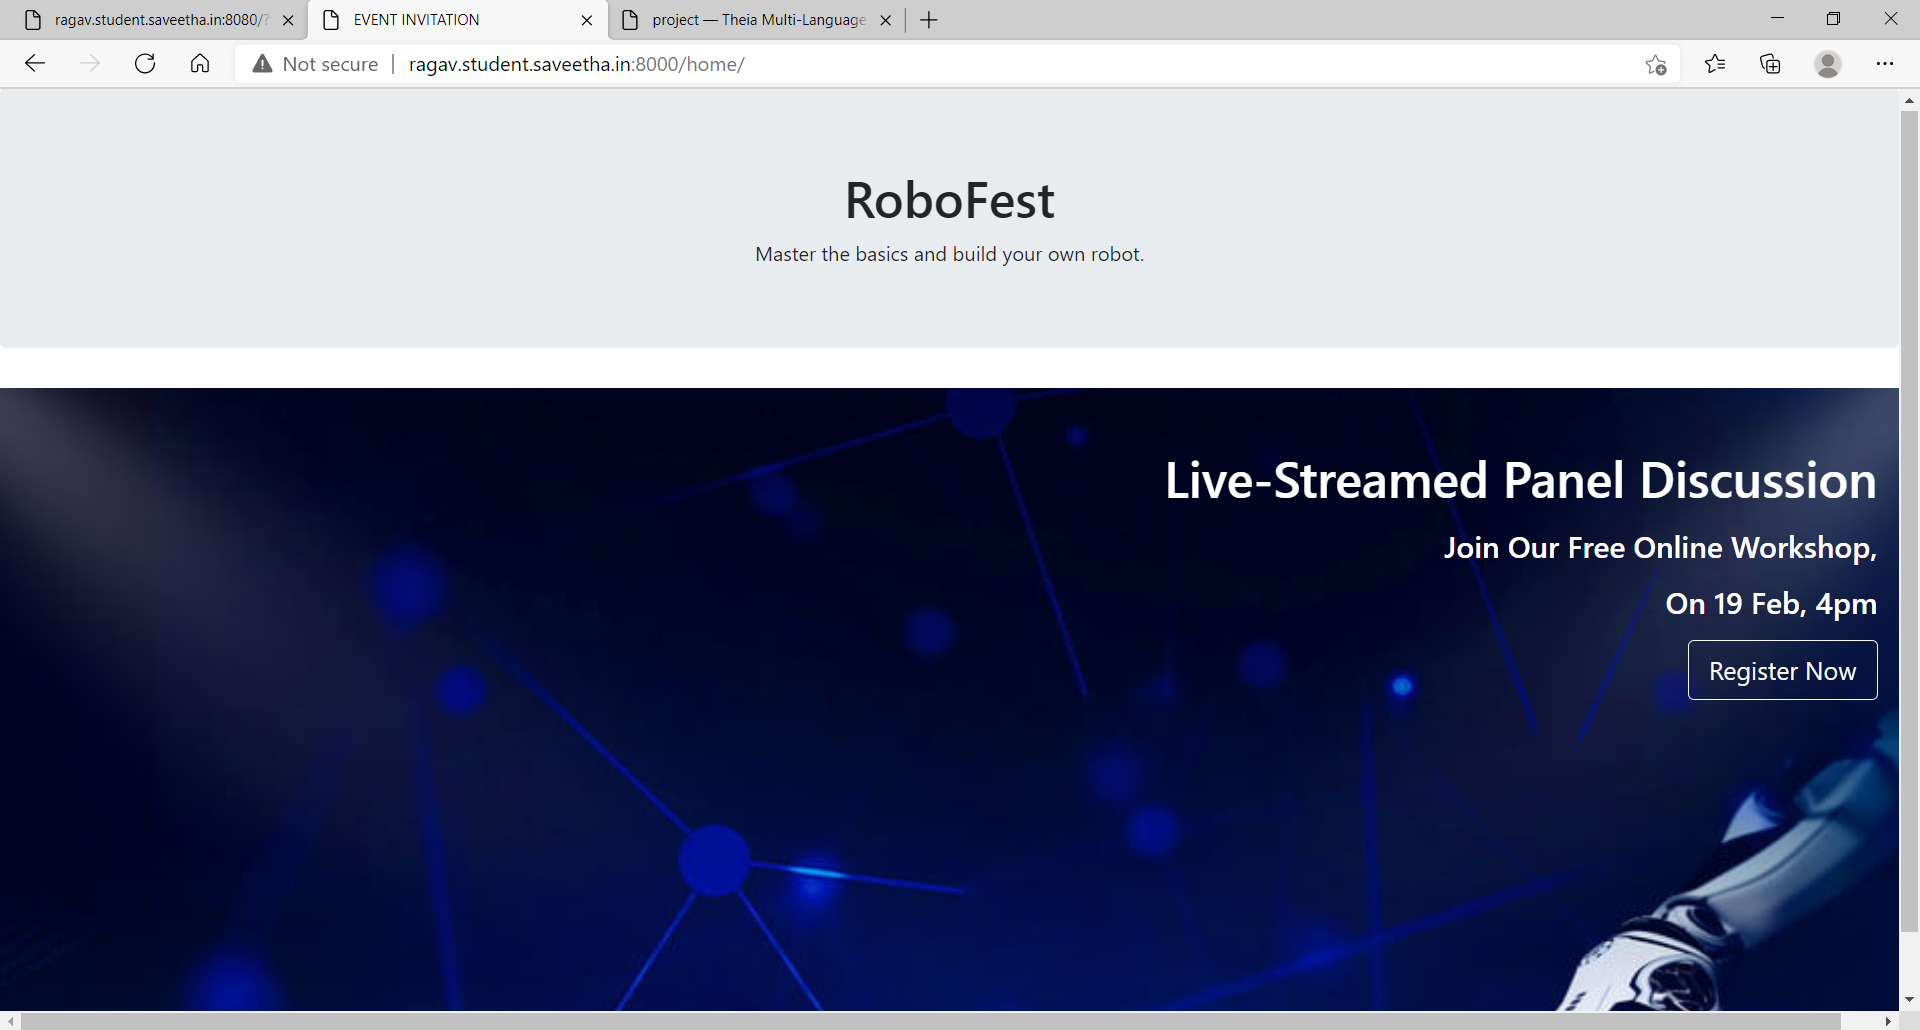 ragav.student.saveetha.in:8080/?
EVENT INVITATION
project — Theia Multi-Language
Not secure
ragav.student.saveetha.in:8000/home/
RoboFest
Master the basics and build your own robot.
Live-Streamed Panel Discussion
Join Our Free Online Workshop,
On 19 Feb, 4pm
Register Now